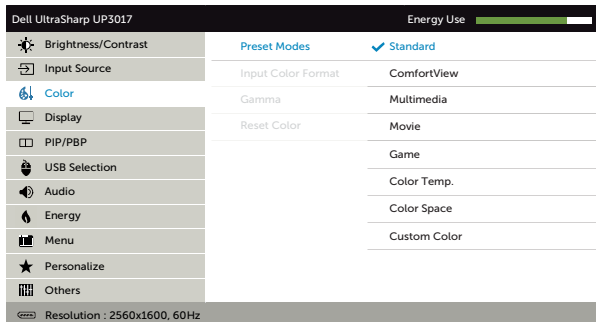 Dell UltraSharp UP3017 Energy Use
Brightness/Contrast Preset Modes Standard
Input Source Input Color Format ComfortView
Color Gamma Multimedia
Display Reset Color Movie
PIP/PBP Game
USB Selection Color Temp.
Audio Color Space
Energy Custom Color
Menu
Personalize
Others
Resolution : 2560x1600, 60Hz